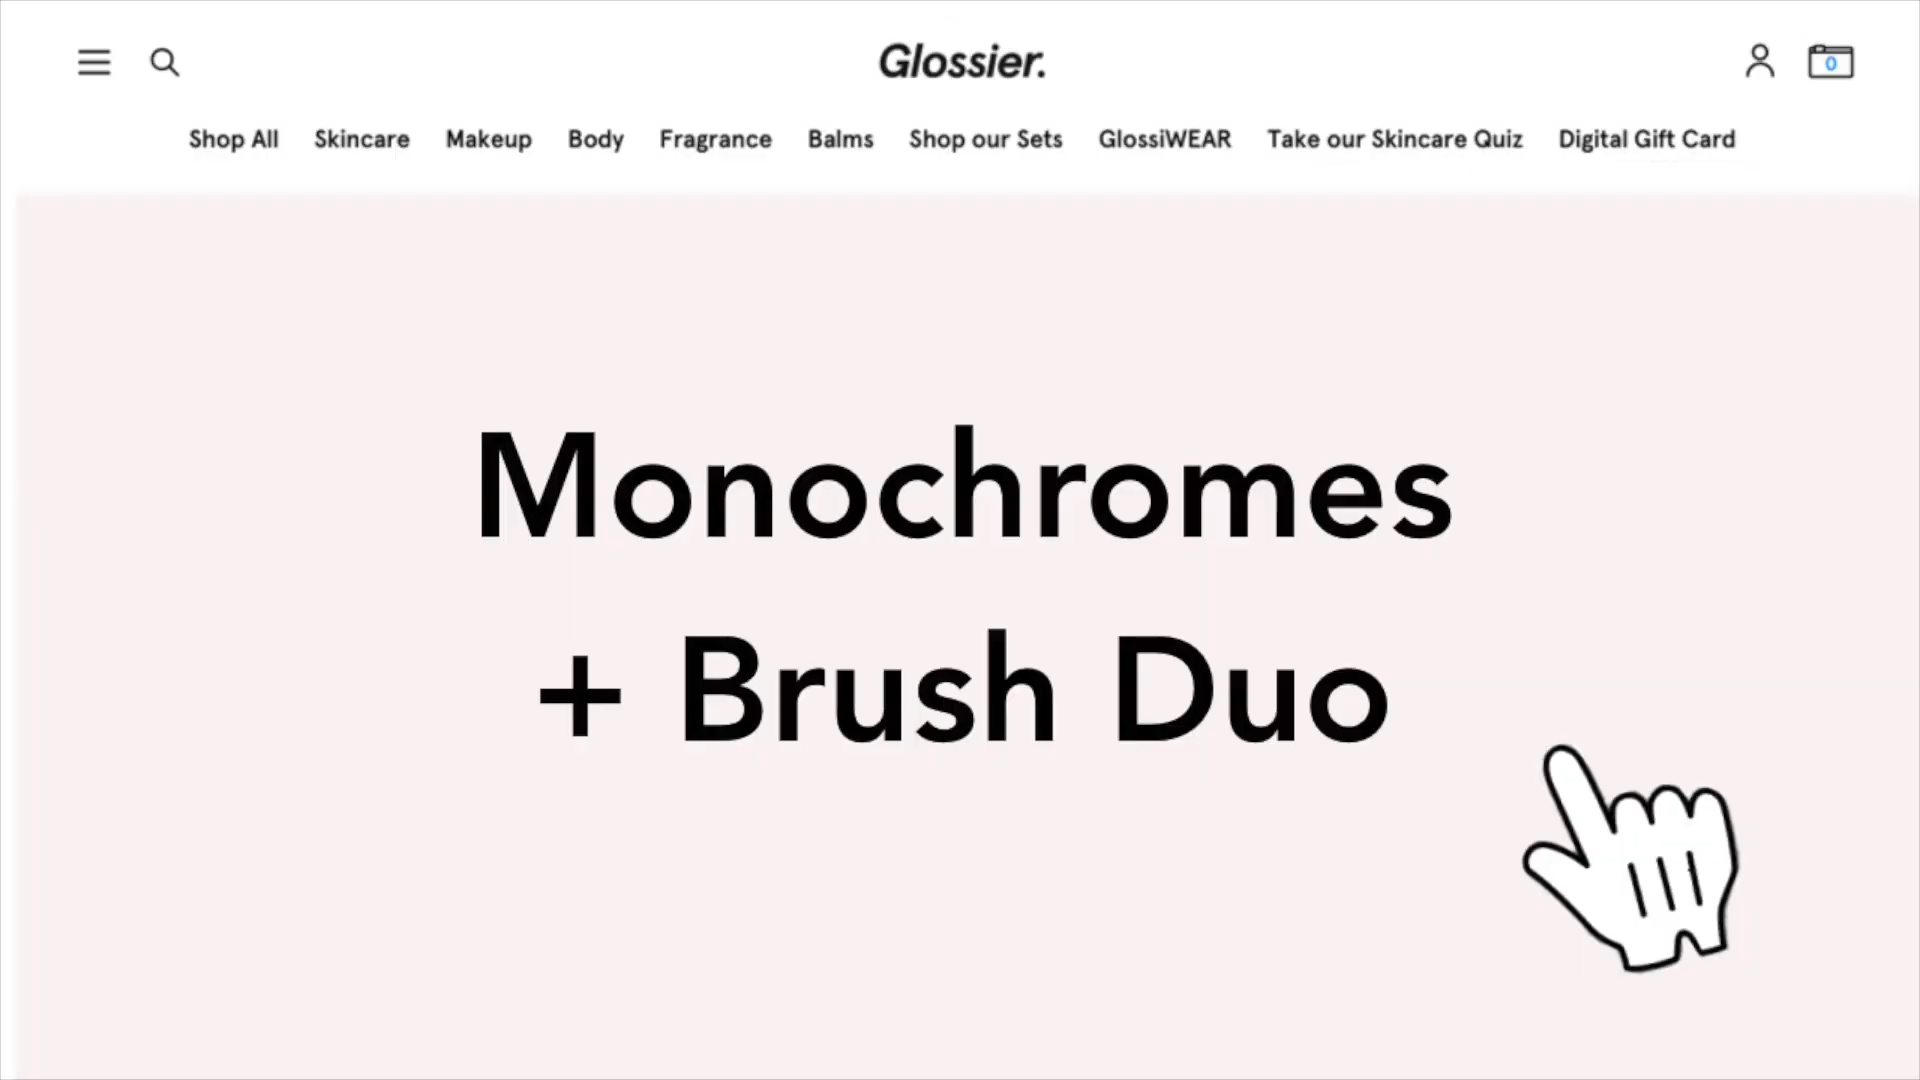 Glossier.
0
Shop All Skincare Makeup Body Fragrance Balms Shop our Sets GlossiWEAR Take our Skincare Quiz Digital Gift Card
Monochromes
+ Brush Duo